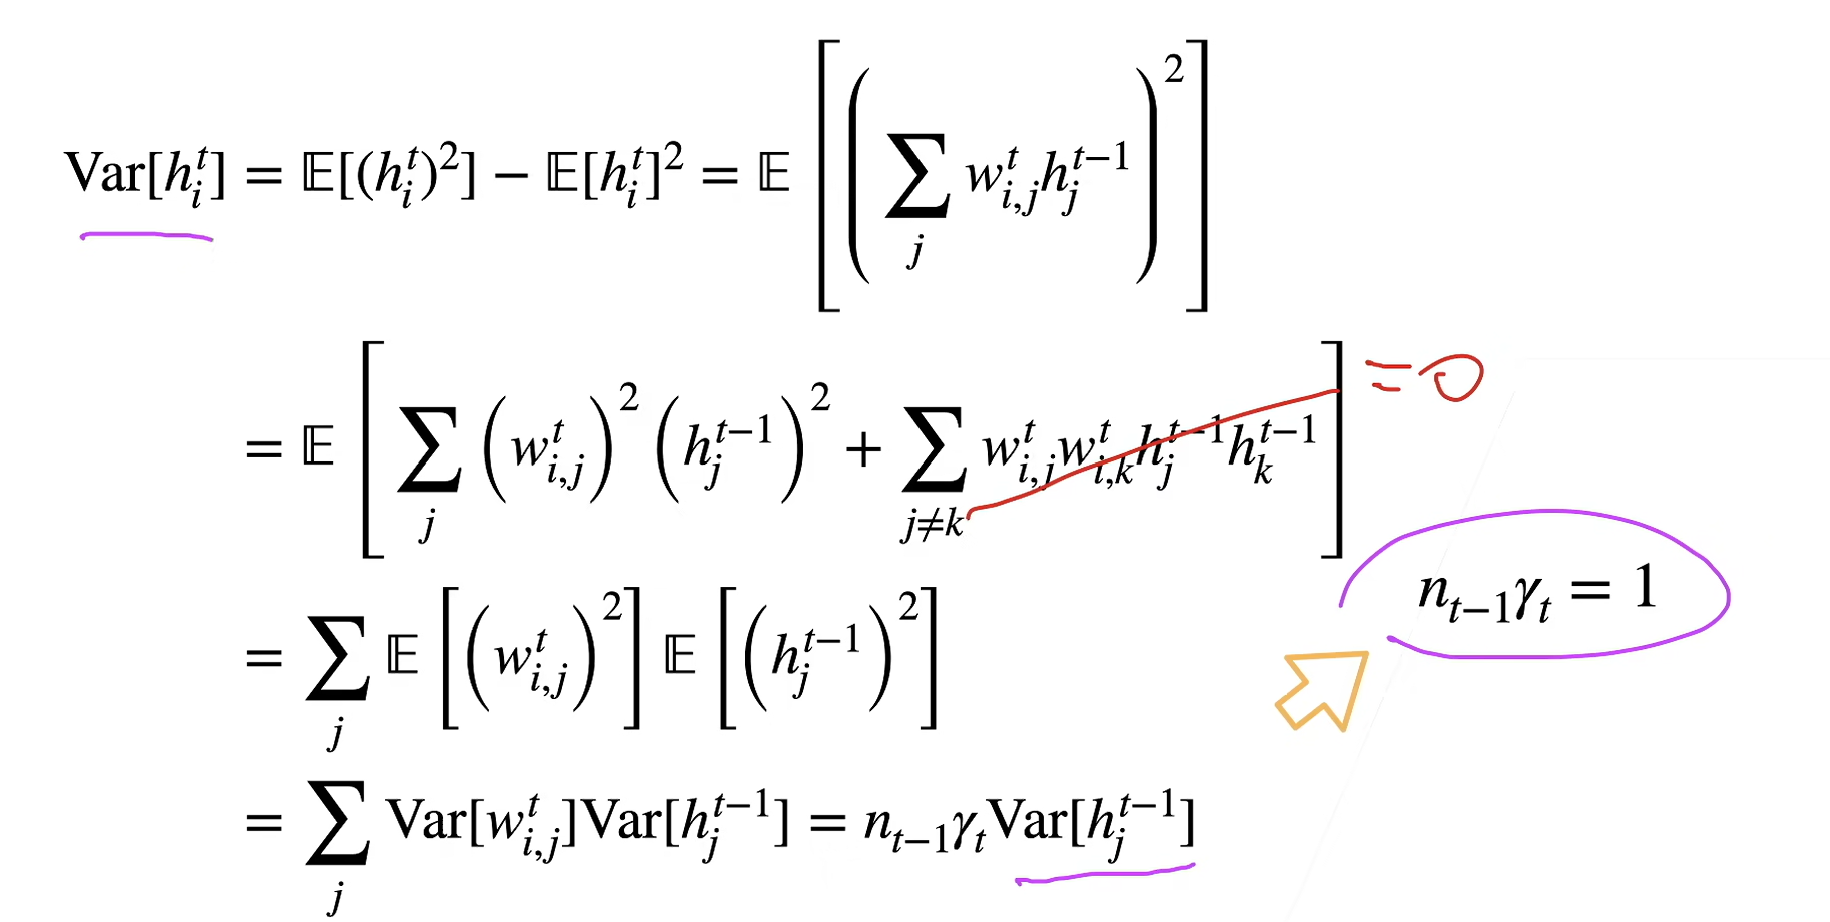 Var[h_i^t] = 𝔼[(h_i^t)^2] − 𝔼[h_i^t]^2 = 𝔼 [ ( ∑_j w_{i,j}^t h_j^{t−1} )^2 ]
= 𝔼 [ ∑_j (w_{i,j}^t)^2 (h_j^{t−1})^2 + ∑_{j≠k} w_{i,j}^t w_{i,k}^t h_j^{t−1} h_k^{t−1} ] = 0
n_{t−1}γ_t = 1
= ∑_j 𝔼 [ (w_{i,j}^t)^2 ] 𝔼 [ (h_j^{t−1})^2 ]
= ∑_j Var[w_{i,j}^t]Var[h_j^{t−1}] = n_{t−1}γ_t Var[h_j^{t−1}]